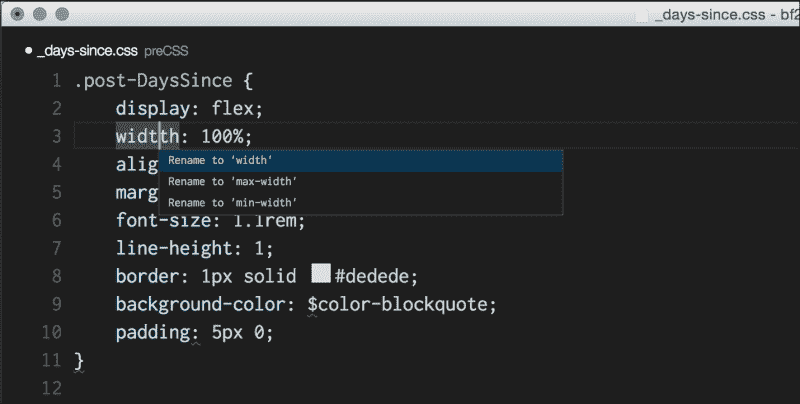 _days-since.css - bf2
_days-since.css preCSS
1 .post-DaysSince {
2 display: flex;
3 widtth: 100%;
4 alig
Rename to ‘width’
5 marg
Rename to ‘max-width’
Rename to ‘min-width’
6 font-size: 1.1rem;
7 line-height: 1;
8 border: 1px solid #dedede;
9 background-color: $color-blockquote;
10 padding: 5px 0;
11 }
12